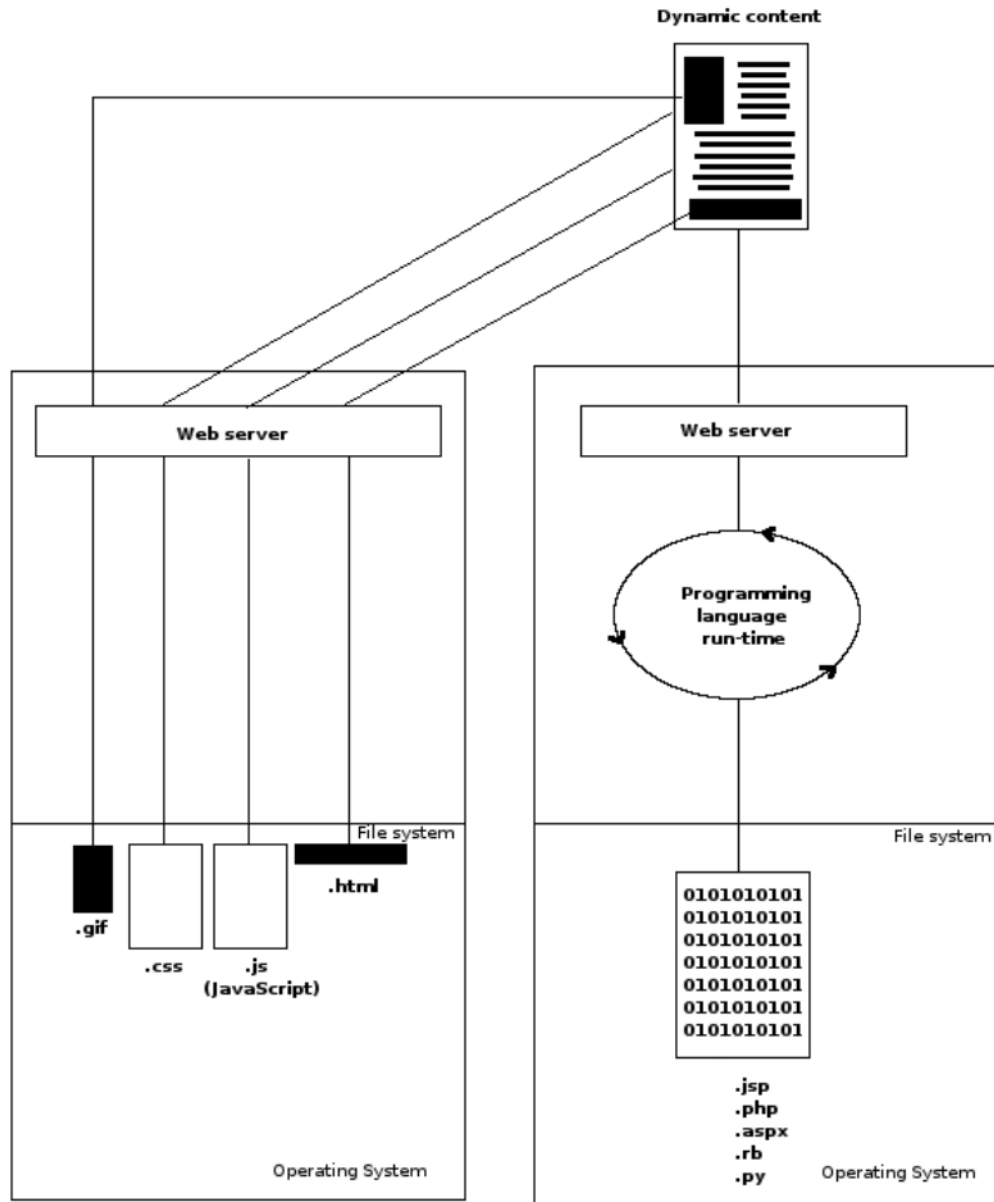 Dynamic content
Web server
File system
.gif
.css
.js
(JavaScript)
.html
Operating System
Web server
Programming
language
run-time
File system
0101010101
0101010101
0101010101
0101010101
0101010101
0101010101
0101010101
.jsp
.php
.aspx
.rb
.py
Operating System